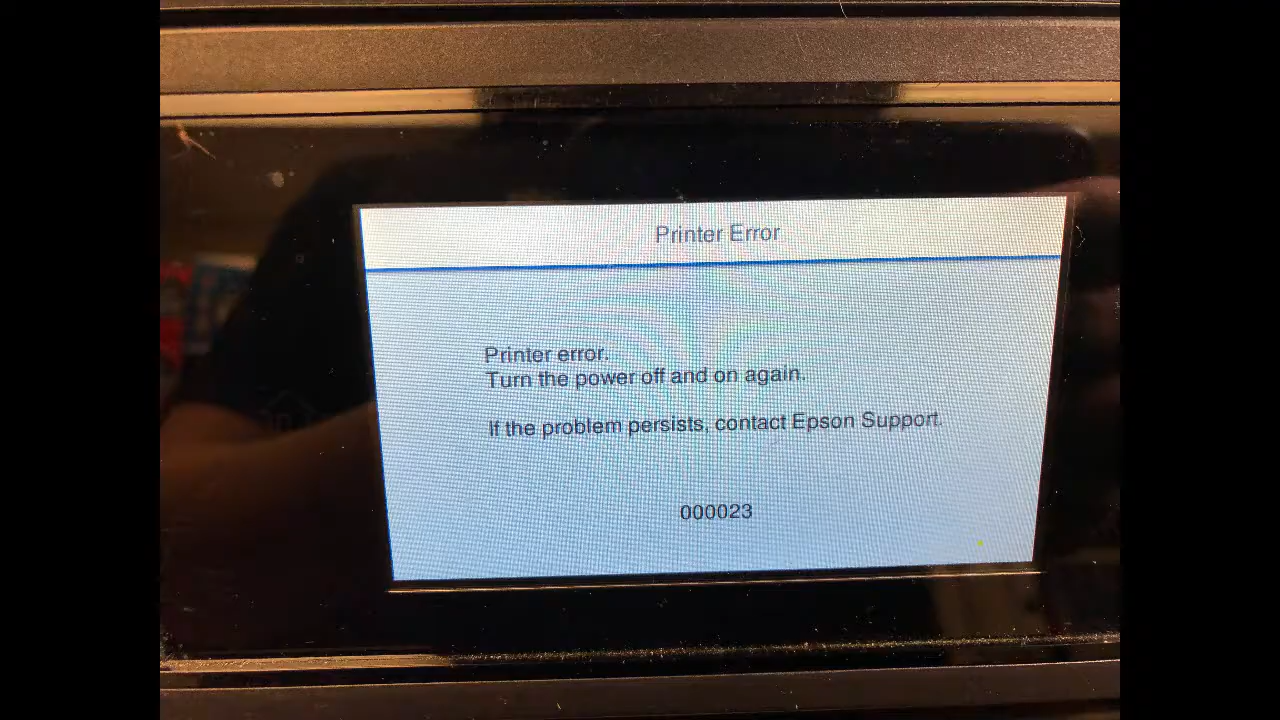 Printer Error
Printer error.
Turn the power off and on again.
If the problem persists, contact Epson Support.
000023